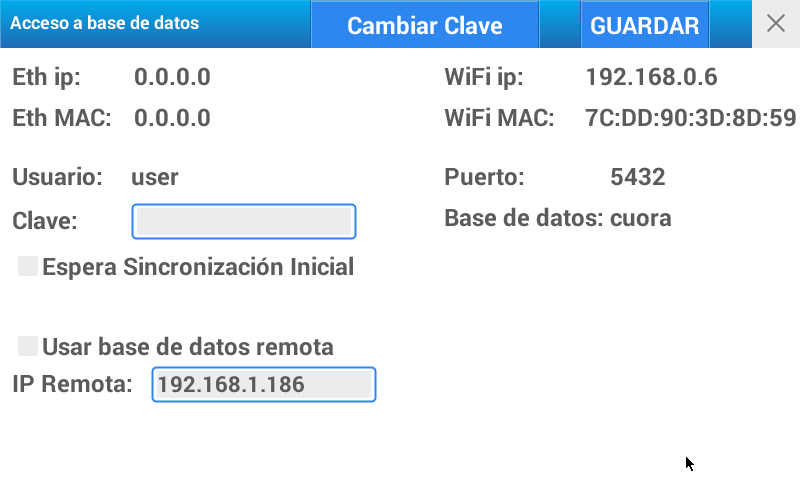 Acceso a base de datos Cambiar Clave GUARDAR
Eth ip: 0.0.0.0 WiFi ip: 192.168.0.6
Eth MAC: 0.0.0.0 WiFi MAC: 7C:DD:90:3D:8D:59
Usuario: user Puerto: 5432
Clave: Base de datos: cuora
Espera Sincronización Inicial
Usar base de datos remota
IP Remota: 192.168.1.186